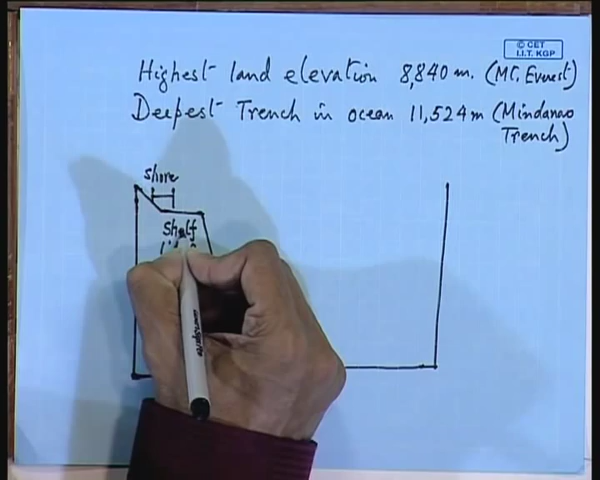 © CET
I.I.T. KGP
Highest land elevation 8,840 m. (Mt. Everest)
Deepest Trench in ocean 11,524 m (Mindanao
Trench)
shore
Shelf